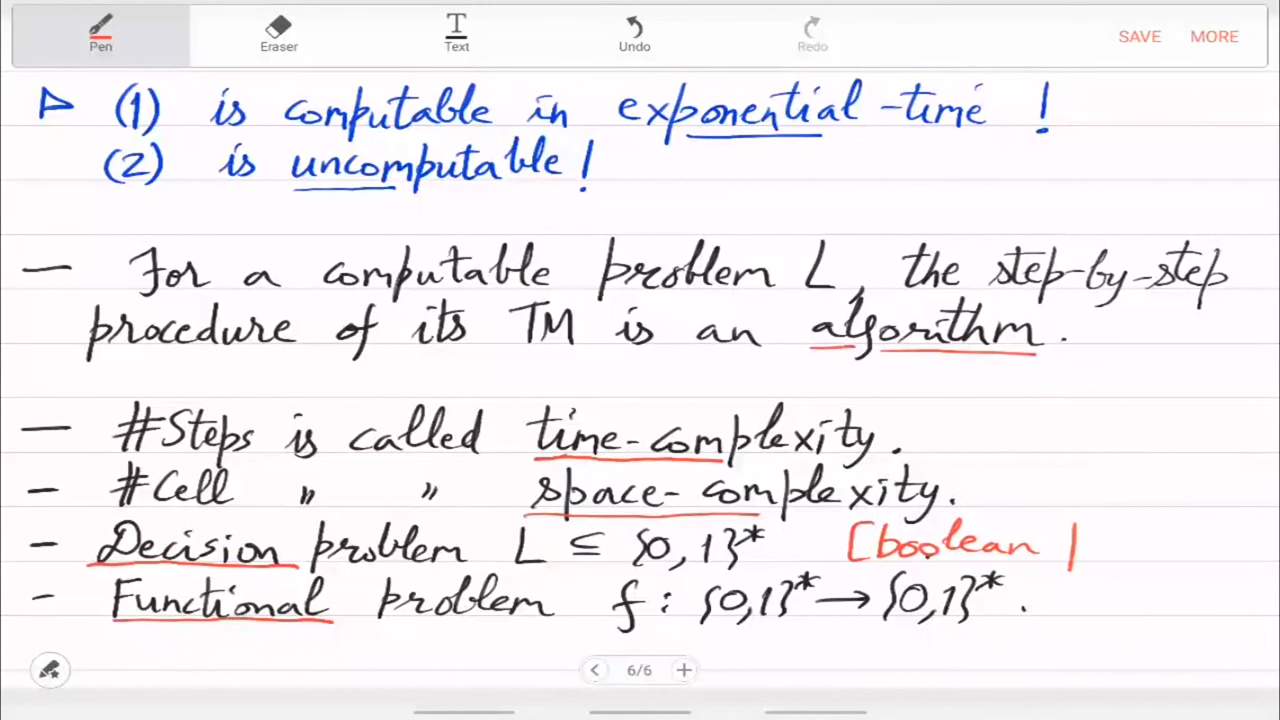 Pen Eraser Text Undo Redo SAVE MORE
▷ (1) is computable in exponential-time !
(2) is uncomputable!
— For a computable problem L, the step-by-step
procedure of its TM is an algorithm.
— #Steps is called time-complexity.
- #Cell " " space-complexity.
- Decision problem L ⊆ {0,1}* [boolean]
- Functional problem f: {0,1}* → {0,1}*.
6/6